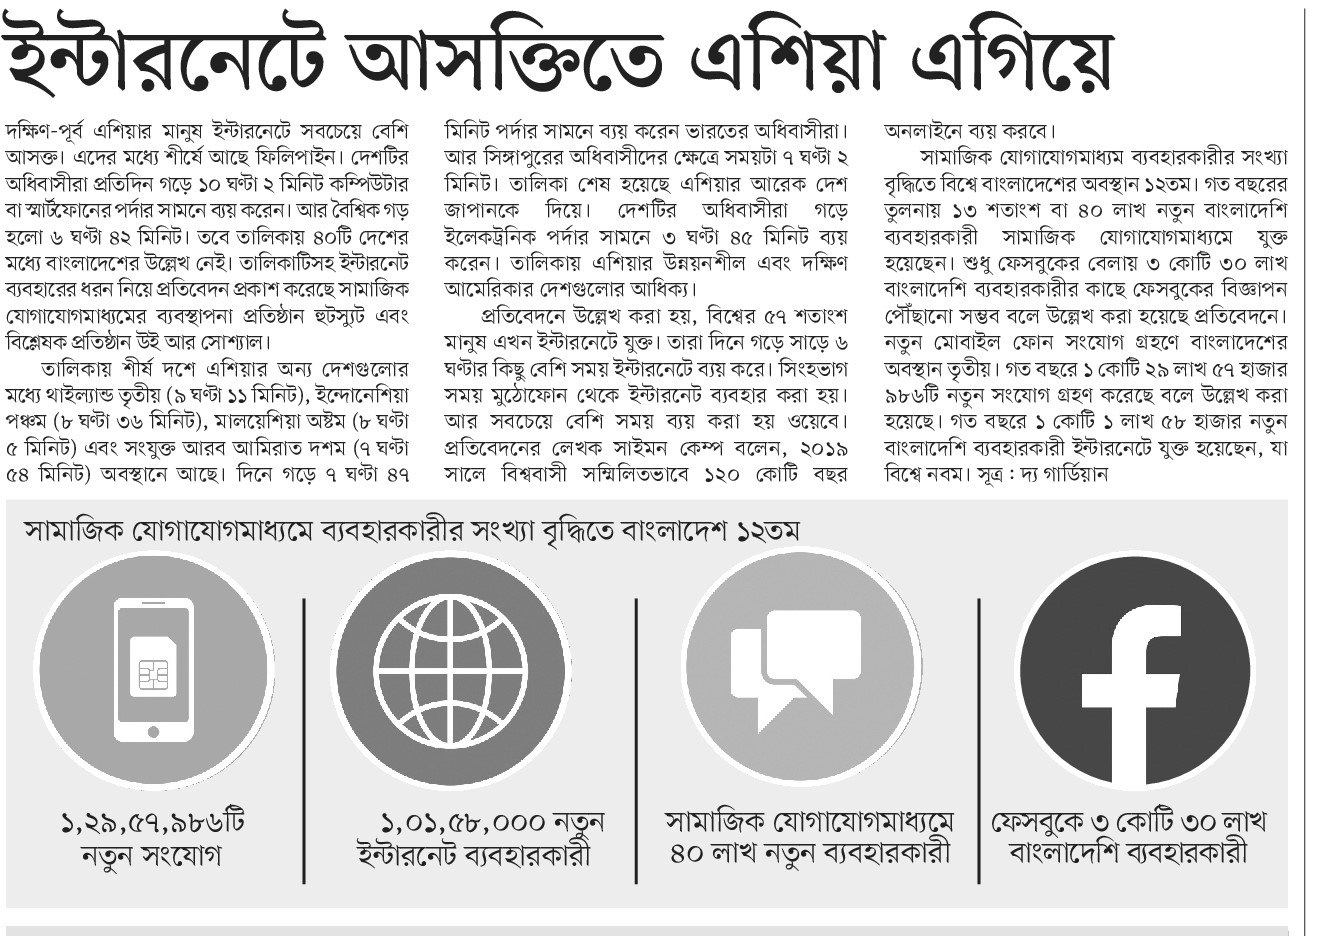 ইন্টারনেটে আসক্তিতে এশিয়া এগিয়ে
দক্ষিণ-পূর্ব এশিয়ার মানুষ ইন্টারনেটে সবচেয়ে বেশি
আসক্ত। এদের মধ্যে শীর্ষে আছে ফিলিপাইন। দেশটির
অধিবাসীরা প্রতিদিন গড়ে ১০ ঘণ্টা ২ মিনিট কম্পিউটার
বা স্মার্টফোনের পর্দার সামনে ব্যয় করেন। আর বৈশ্বিক গড়
হলো ৬ ঘণ্টা ৪২ মিনিট। তবে তালিকায় ৪০টি দেশের
মধ্যে বাংলাদেশের উল্লেখ নেই। তালিকাটিসহ ইন্টারনেট
ব্যবহারের ধরন নিয়ে প্রতিবেদন প্রকাশ করেছে সামাজিক
যোগাযোগমাধ্যমের ব্যবস্থাপনা প্রতিষ্ঠান হুটস্যুট এবং
বিশ্লেষক প্রতিষ্ঠান উই আর সোশ্যাল।
তালিকায় শীর্ষ দশে এশিয়ার অন্য দেশগুলোর
মধ্যে থাইল্যান্ড তৃতীয় (৯ ঘণ্টা ১১ মিনিট), ইন্দোনেশিয়া
পঞ্চম (৮ ঘণ্টা ৩৬ মিনিট), মালয়েশিয়া অষ্টম (৮ ঘণ্টা
৫ মিনিট) এবং সংযুক্ত আরব আমিরাত দশম (৭ ঘণ্টা
৫৪ মিনিট) অবস্থানে আছে। দিনে গড়ে ৭ ঘণ্টা ৪৭
মিনিট পর্দার সামনে ব্যয় করেন ভারতের অধিবাসীরা।
আর সিঙ্গাপুরের অধিবাসীদের ক্ষেত্রে সময়টা ৭ ঘণ্টা ২
মিনিট। তালিকা শেষ হয়েছে এশিয়ার আরেক দেশ
জাপানকে দিয়ে। দেশটির অধিবাসীরা গড়ে
ইলেকট্রনিক পর্দার সামনে ৩ ঘণ্টা ৪৫ মিনিট ব্যয়
করেন। তালিকায় এশিয়ার উন্নয়নশীল এবং দক্ষিণ
আমেরিকার দেশগুলোর আধিক্য।
প্রতিবেদনে উল্লেখ করা হয়, বিশ্বের ৫৭ শতাংশ
মানুষ এখন ইন্টারনেটে যুক্ত। তারা দিনে গড়ে সাড়ে ৬
ঘণ্টার কিছু বেশি সময় ইন্টারনেটে ব্যয় করে। সিংহভাগ
সময় মুঠোফোন থেকে ইন্টারনেট ব্যবহার করা হয়।
আর সবচেয়ে বেশি সময় ব্যয় করা হয় ওয়েবে।
প্রতিবেদনের লেখক সাইমন কেম্প বলেন, ২০১৯
সালে বিশ্ববাসী সম্মিলিতভাবে ১২০ কোটি বছর
অনলাইনে ব্যয় করবে।
সামাজিক যোগাযোগমাধ্যম ব্যবহারকারীর সংখ্যা
বৃদ্ধিতে বিশ্বে বাংলাদেশের অবস্থান ১২তম। গত বছরের
তুলনায় ১৩ শতাংশ বা ৪০ লাখ নতুন বাংলাদেশি
ব্যবহারকারী সামাজিক যোগাযোগমাধ্যমে যুক্ত
হয়েছেন। শুধু ফেসবুকের বেলায় ৩ কোটি ৩০ লাখ
বাংলাদেশি ব্যবহারকারীর কাছে ফেসবুকের বিজ্ঞাপন
পৌঁছানো সম্ভব বলে উল্লেখ করা হয়েছে প্রতিবেদনে।
নতুন মোবাইল ফোন সংযোগ গ্রহণে বাংলাদেশের
অবস্থান তৃতীয়। গত বছরে ১ কোটি ২৯ লাখ ৫৭ হাজার
৯৮৬টি নতুন সংযোগ গ্রহণ করেছে বলে উল্লেখ করা
হয়েছে। গত বছরে ১ কোটি ১ লাখ ৫৮ হাজার নতুন
বাংলাদেশি ব্যবহারকারী ইন্টারনেটে যুক্ত হয়েছেন, যা
বিশ্বে নবম। সূত্র : দ্য গার্ডিয়ান
সামাজিক যোগাযোগমাধ্যমে ব্যবহারকারীর সংখ্যা বৃদ্ধিতে বাংলাদেশ ১২তম
১,২৯,৫৭,৯৮৬টি
নতুন সংযোগ
১,০১,৫৮,০০০ নতুন
ইন্টারনেট ব্যবহারকারী
সামাজিক যোগাযোগমাধ্যমে
৪০ লাখ নতুন ব্যবহারকারী
ফেসবুকে ৩ কোটি ৩০ লাখ
বাংলাদেশি ব্যবহারকারী